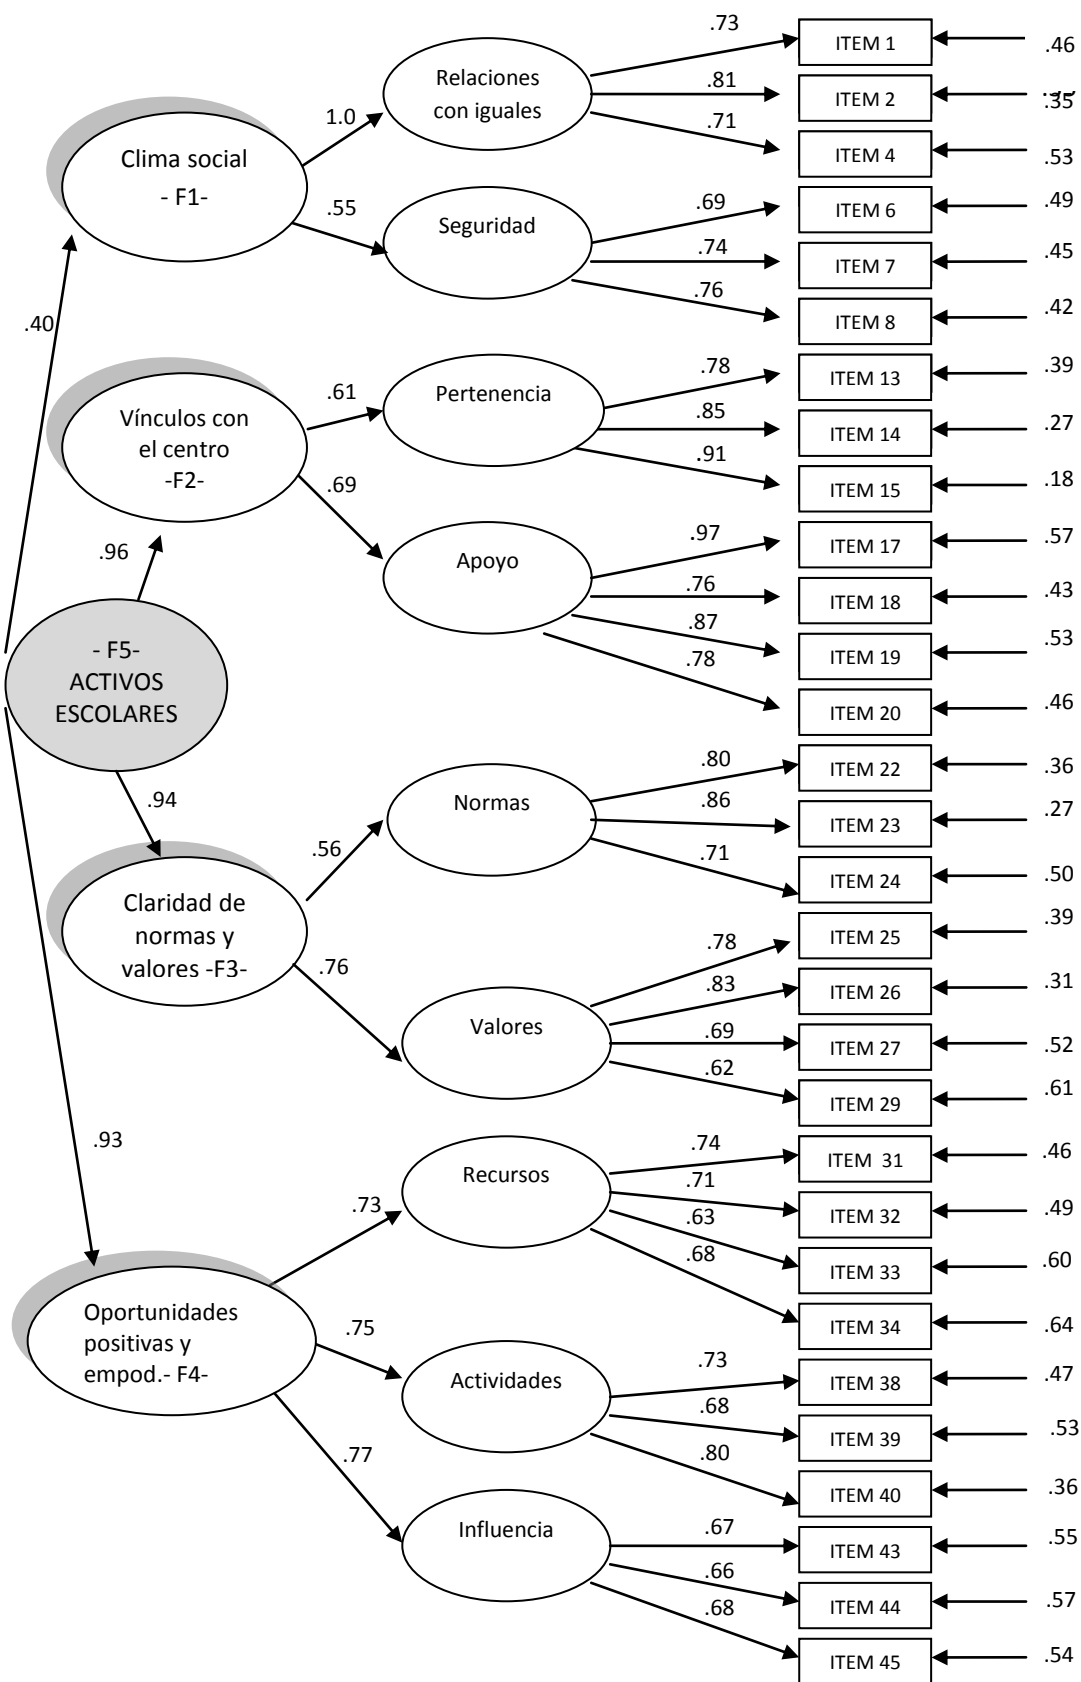 .73
ITEM 1
.46
Relaciones
con iguales
.81
ITEM 2
.35
1.0
.71
ITEM 4
.53
Clima social
- F1-
.55
Seguridad
.69
ITEM 6
.49
.74
ITEM 7
.45
.76
ITEM 8
.42
.40
Vínculos con
el centro
-F2-
.61
Pertenencia
.78
ITEM 13
.39
.85
ITEM 14
.27
.91
ITEM 15
.18
.69
Apoyo
.97
ITEM 17
.57
.76
ITEM 18
.43
.87
ITEM 19
.53
.78
ITEM 20
.46
.96
- F5-
ACTIVOS
ESCOLARES
.94
Claridad de
normas y
valores -F3-
.56
Normas
.80
ITEM 22
.36
.86
ITEM 23
.27
.71
ITEM 24
.50
.76
Valores
.78
ITEM 25
.39
.83
ITEM 26
.31
.69
ITEM 27
.52
.62
ITEM 29
.61
.93
Oportunidades
positivas y
empod.- F4-
.73
Recursos
.74
ITEM 31
.46
.71
ITEM 32
.49
.63
ITEM 33
.60
.68
ITEM 34
.64
.75
Actividades
.73
ITEM 38
.47
.68
ITEM 39
.53
.80
ITEM 40
.36
.77
Influencia
.67
ITEM 43
.55
.66
ITEM 44
.57
.68
ITEM 45
.54